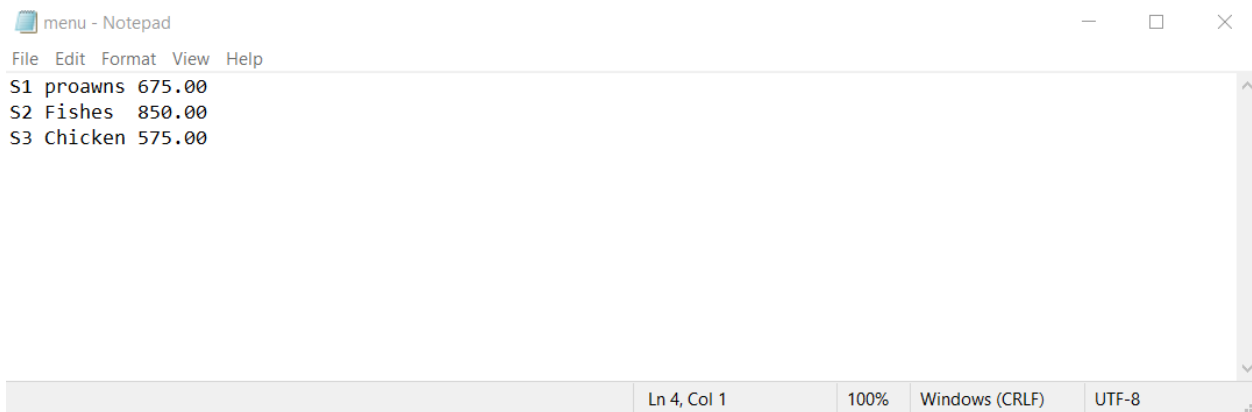 menu - Notepad
File Edit Format View Help
S1 proawns 675.00
S2 Fishes  850.00
S3 Chicken 575.00
Ln 4, Col 1 100% Windows (CRLF) UTF-8